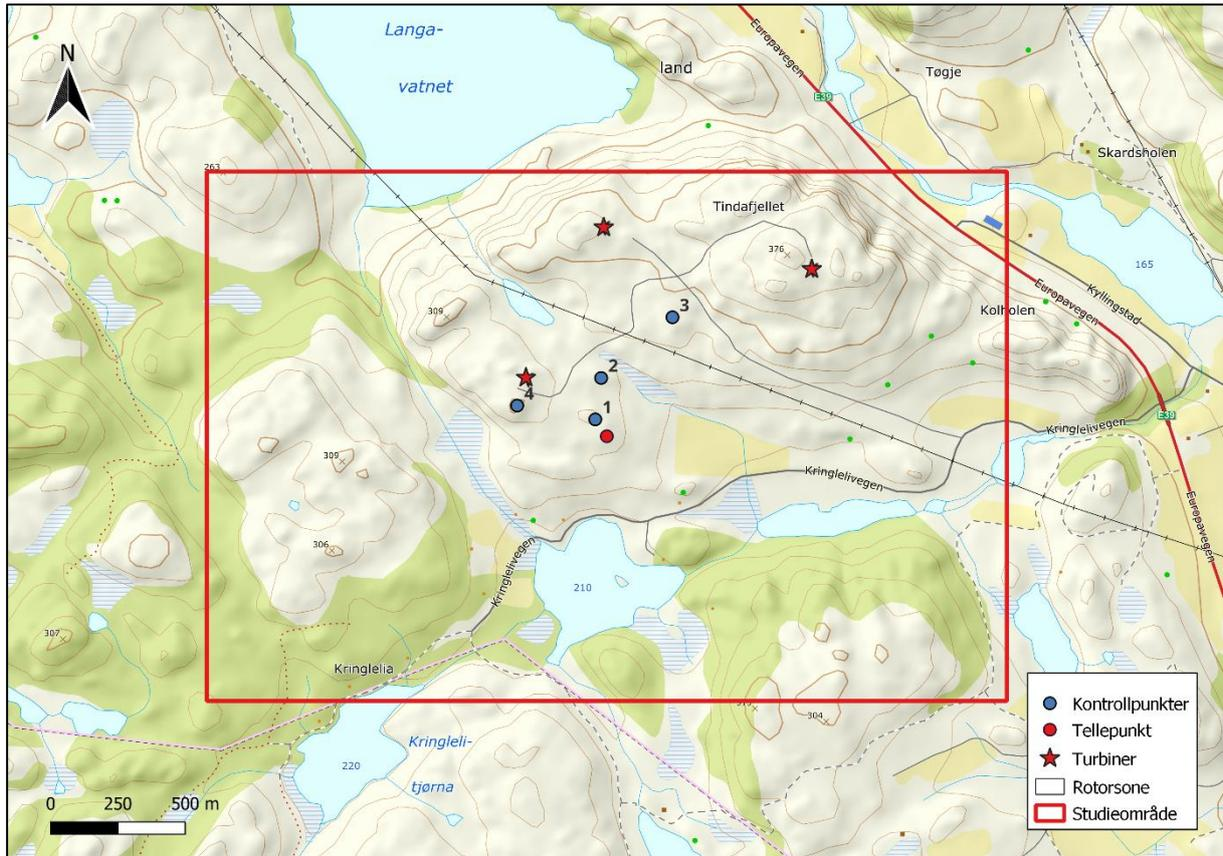 N
Langa-
vatnet
land
Europavegen
E39
Tøgje
Skardsholen
263
Tindafjellet
376
165
Kyllingstad
Europavegen
Kolholen
309
3
2
4
1
E39
Kringlelivegen
309
Kringlelivegen
306
Kringlelivegen
210
Europavegen
307
Kringlelia
304
Kringleli-
tjørna
220
0 250 500 m
Kontrollpunkter
Tellepunkt
Turbiner
Rotorsone
Studieområde